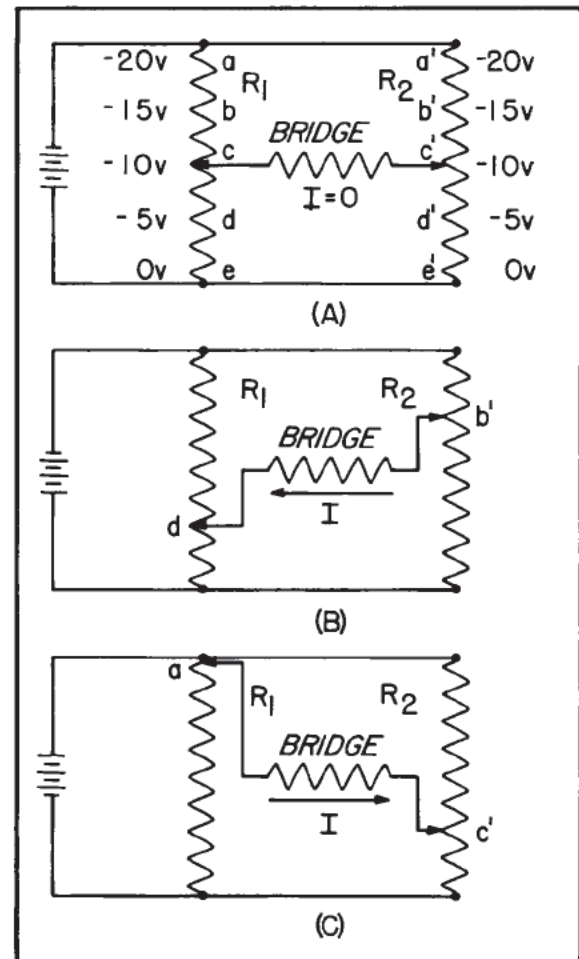 -20v a R1 a' -20v
-15v b R2 b' -15v
BRIDGE
-10v c c' -10v
I=0
-5v d d' -5v
0v e e' 0v
(A)
R1 R2
b'
BRIDGE
I
d
(B)
a
R1 R2
BRIDGE
I
c'
(C)